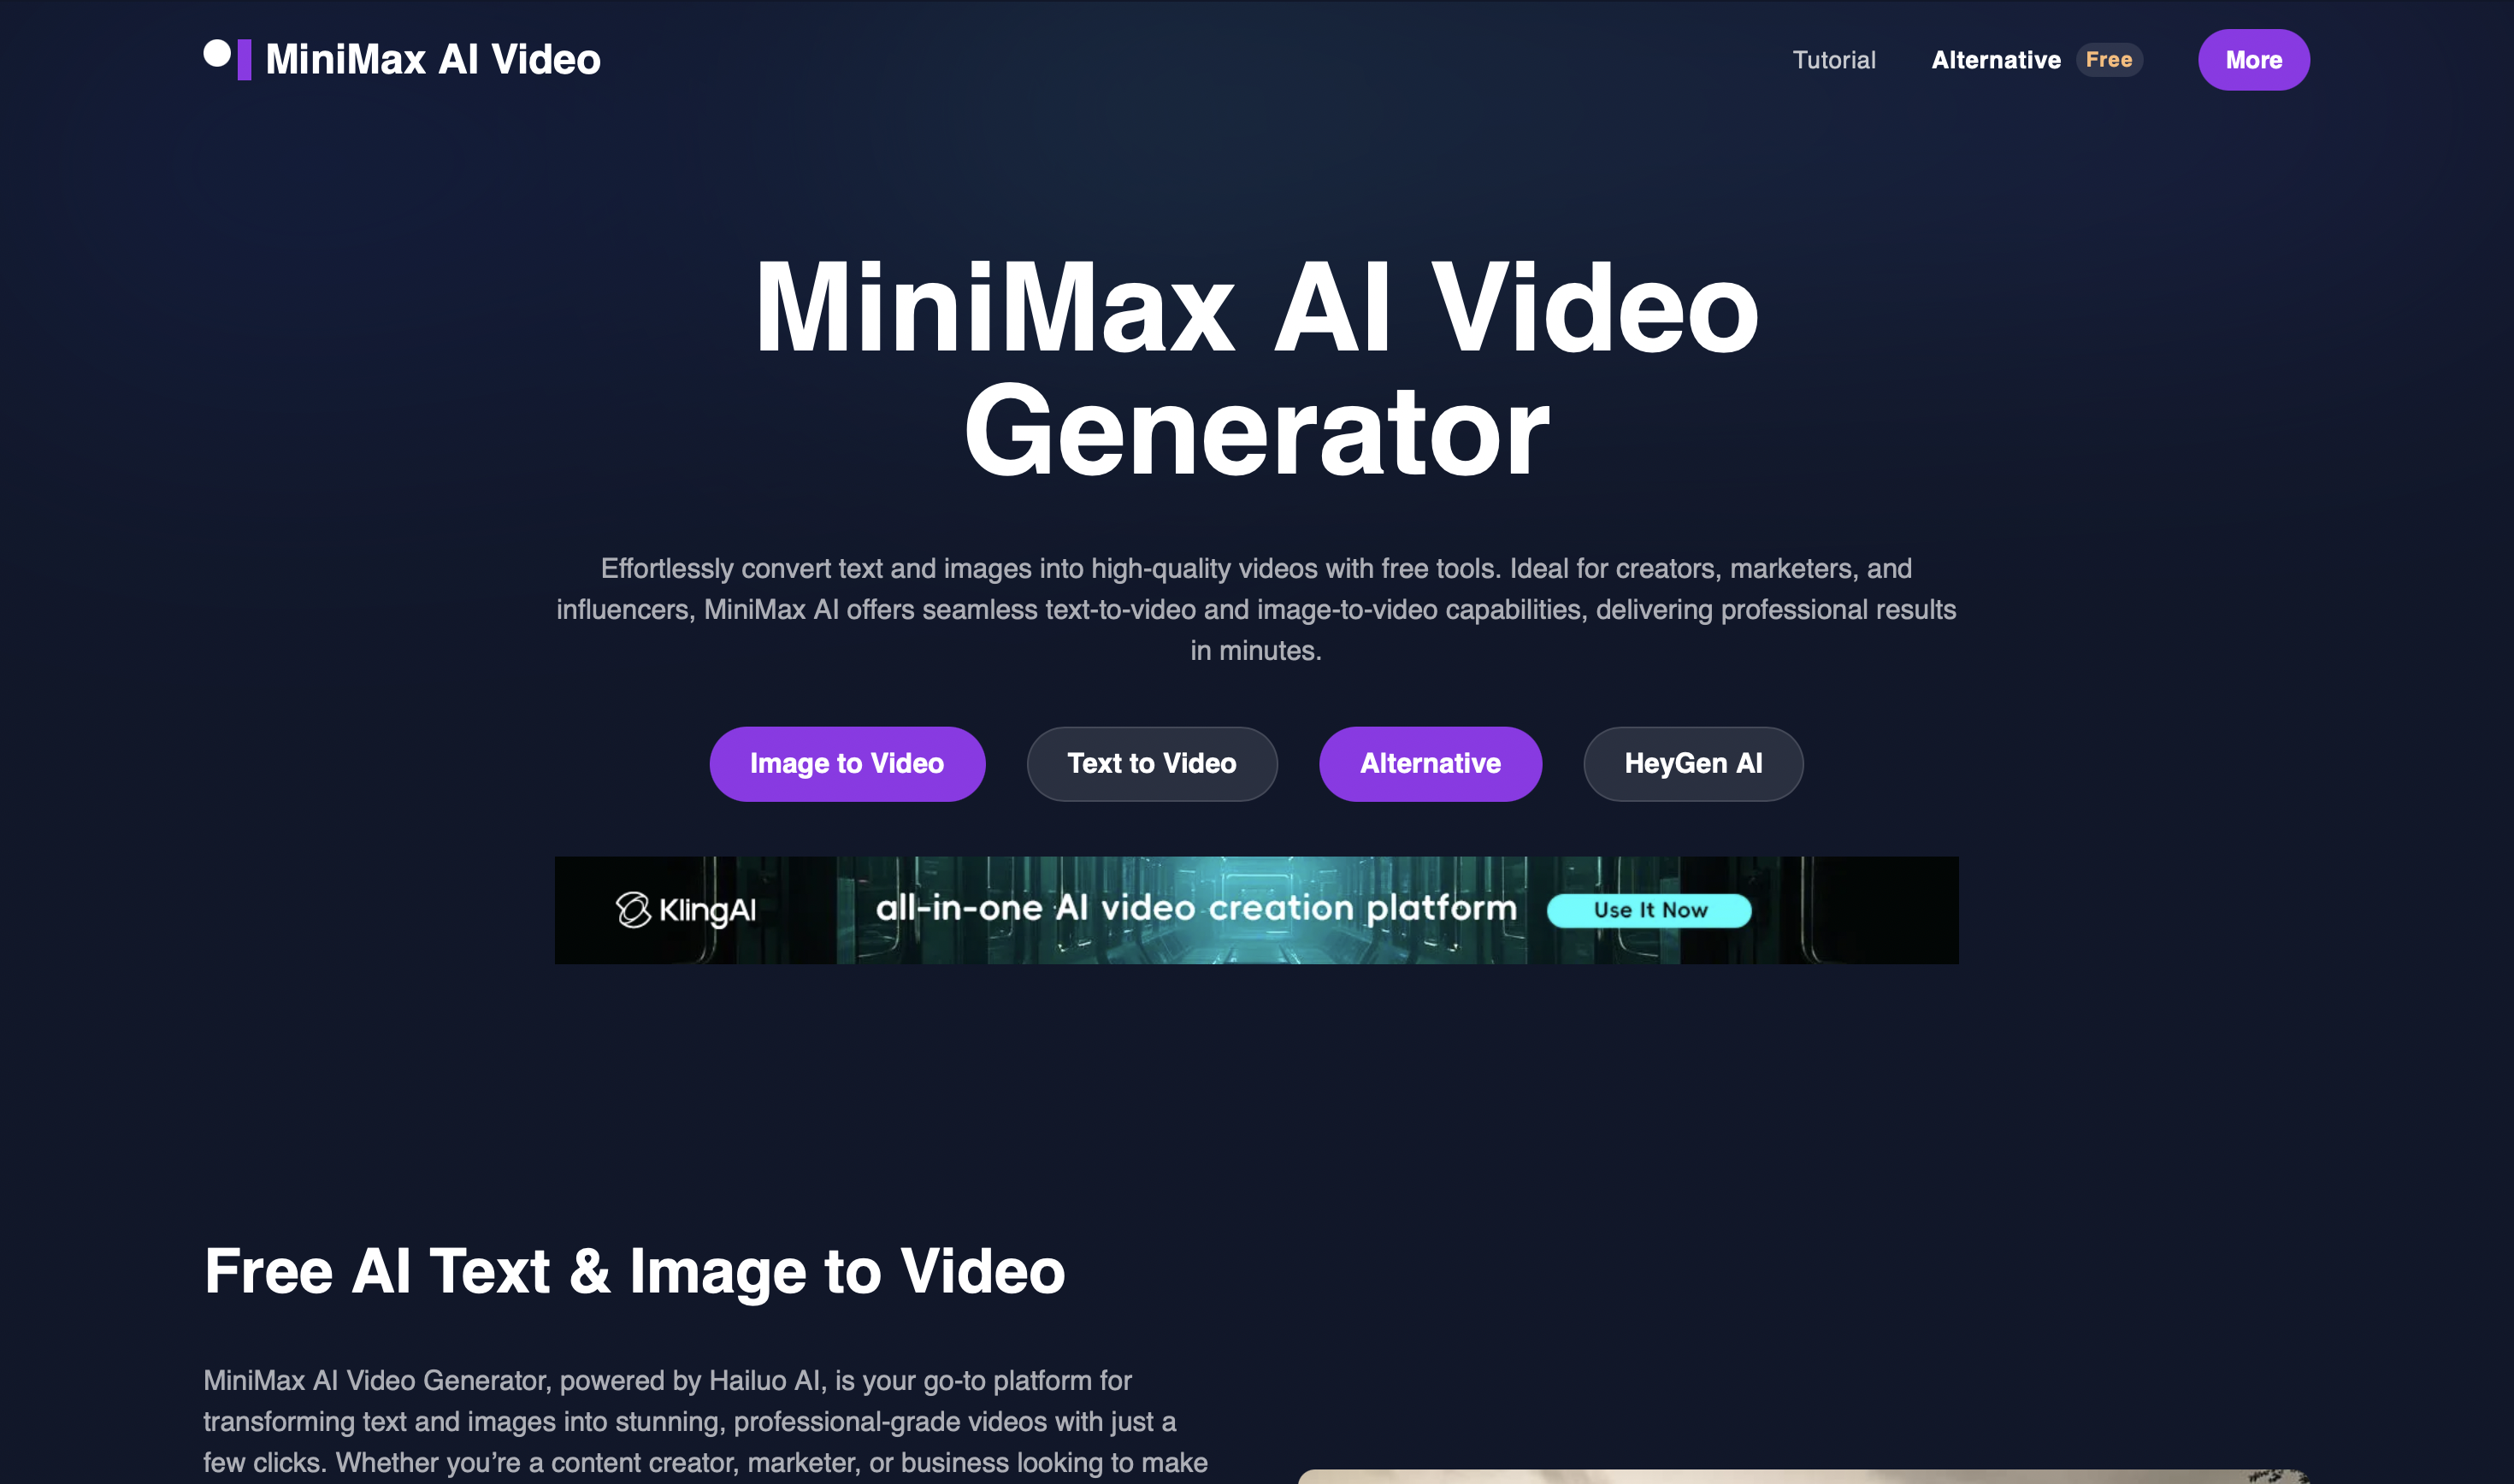 MiniMax AI Video
Tutorial
Alternative Free
More
MiniMax AI Video
Generator
Effortlessly convert text and images into high-quality videos with free tools. Ideal for creators, marketers, and
influencers, MiniMax AI offers seamless text-to-video and image-to-video capabilities, delivering professional results
in minutes.
Image to Video
Text to Video
Alternative
HeyGen AI
KlingAI
all-in-one AI video creation platform
Use It Now
Free AI Text & Image to Video
MiniMax AI Video Generator, powered by Hailuo AI, is your go-to platform for
transforming text and images into stunning, professional-grade videos with just a
few clicks. Whether you’re a content creator, marketer, or business looking to make